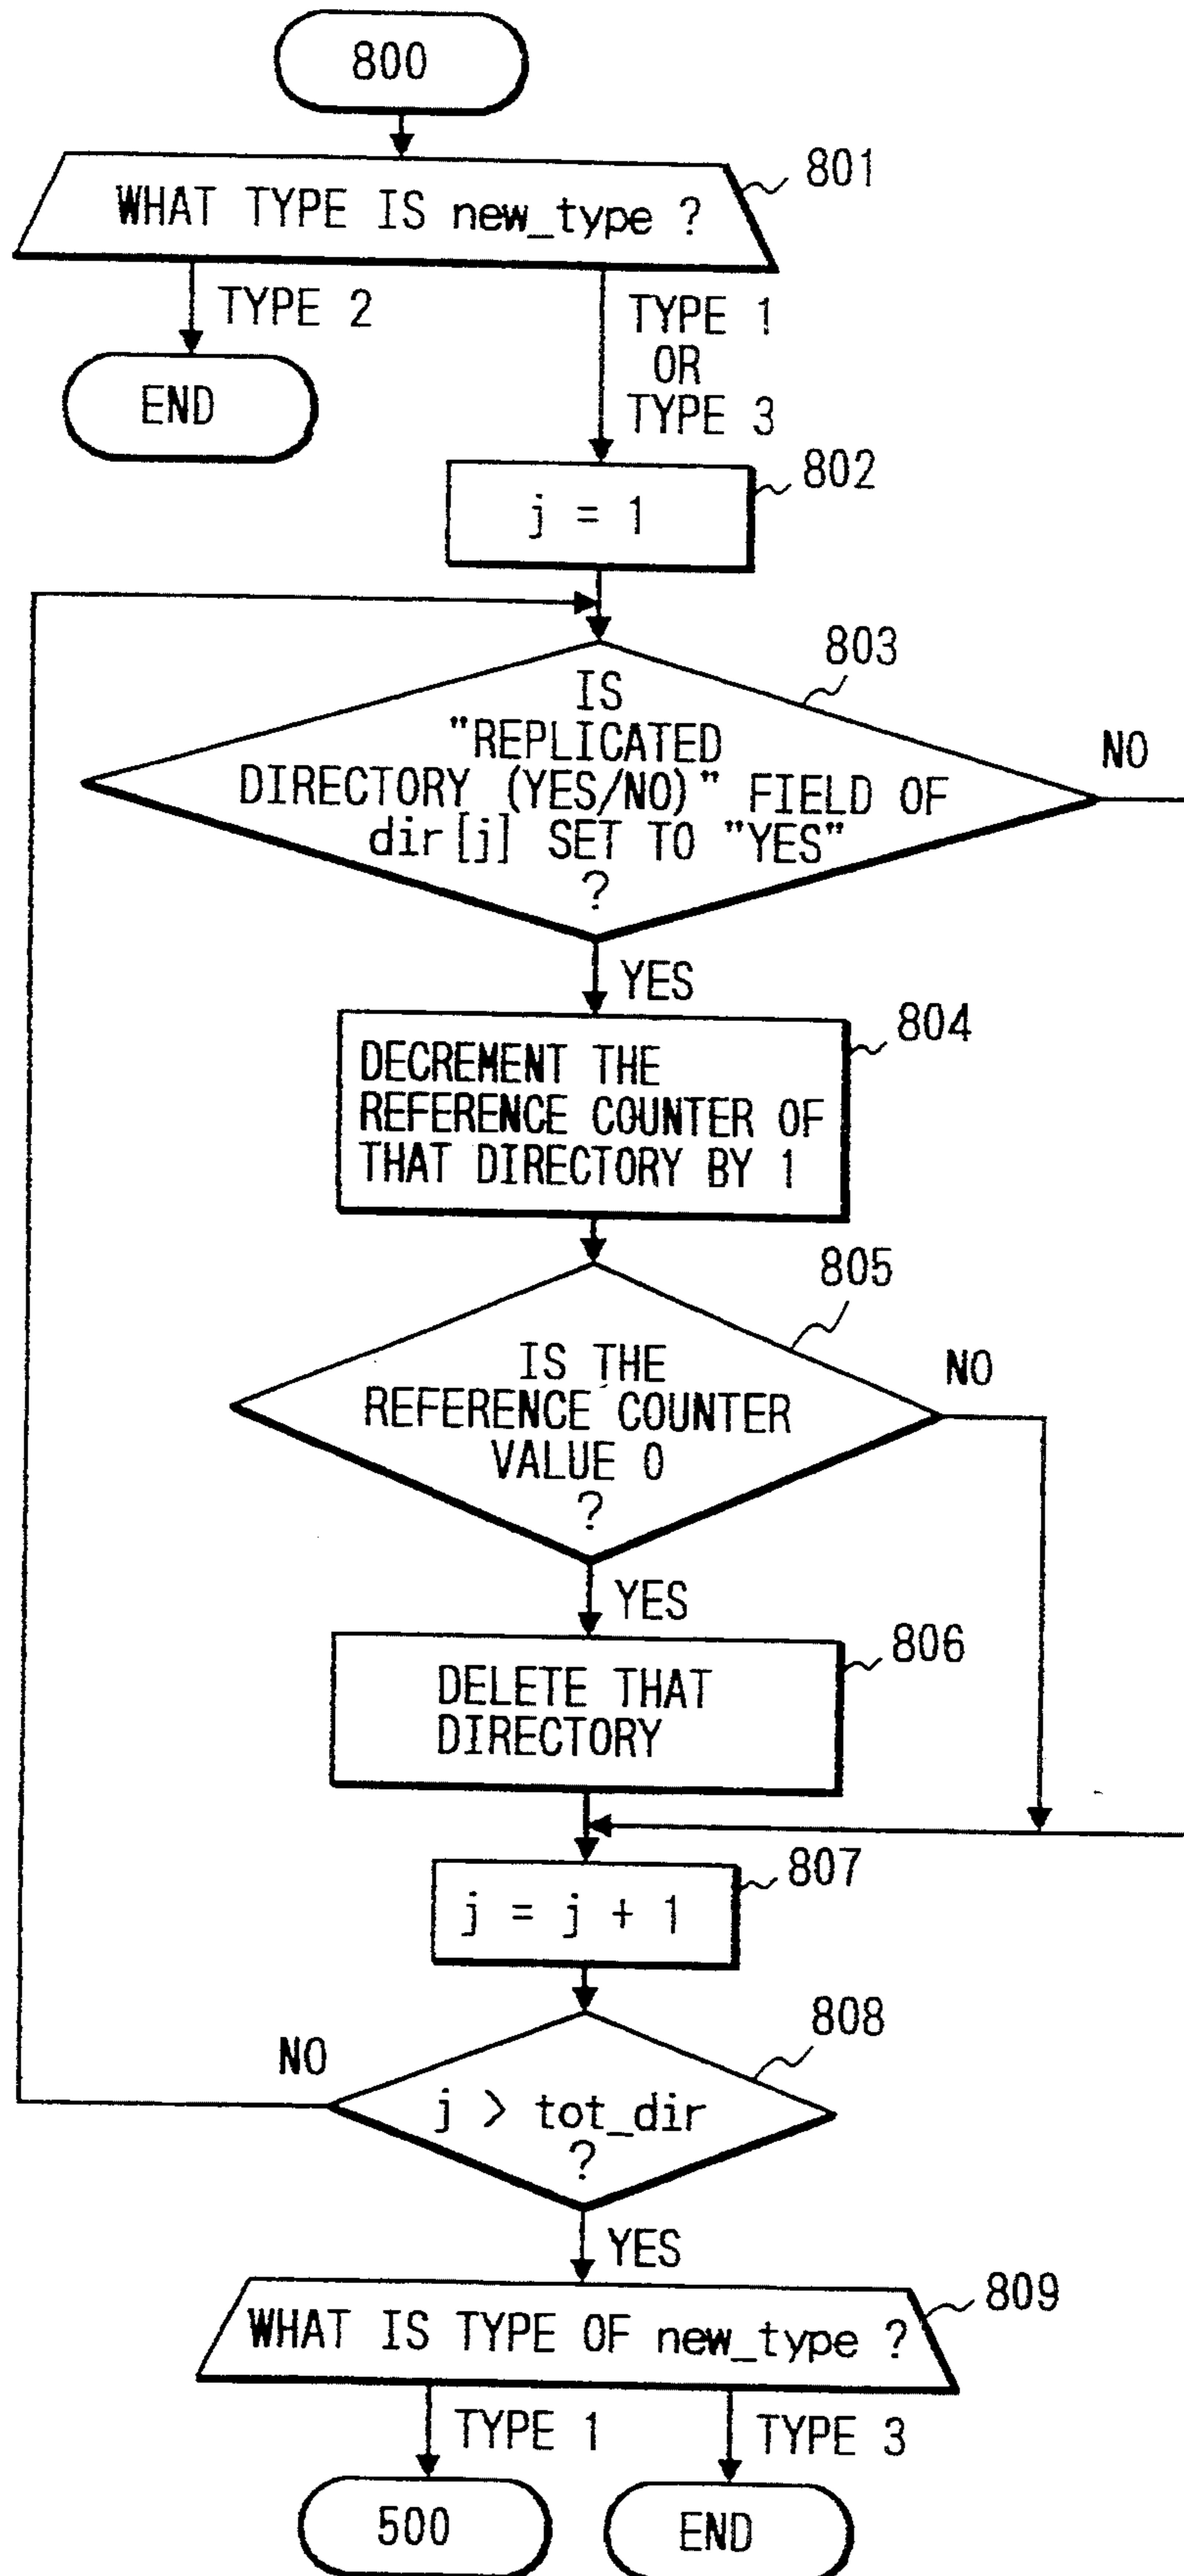 800
801
WHAT TYPE IS new_type ?
TYPE 2
TYPE 1
OR
TYPE 3
END
802
j = 1
803
IS
"REPLICATED
DIRECTORY (YES/NO)" FIELD OF
dir[j] SET TO "YES"
?
NO
YES
804
DECREMENT THE
REFERENCE COUNTER OF
THAT DIRECTORY BY 1
805
IS THE
REFERENCE COUNTER
VALUE 0
?
NO
YES
806
DELETE THAT
DIRECTORY
807
j = j + 1
808
NO
j > tot_dir
?
YES
809
WHAT IS TYPE OF new_type ?
TYPE 1
TYPE 3
500
END